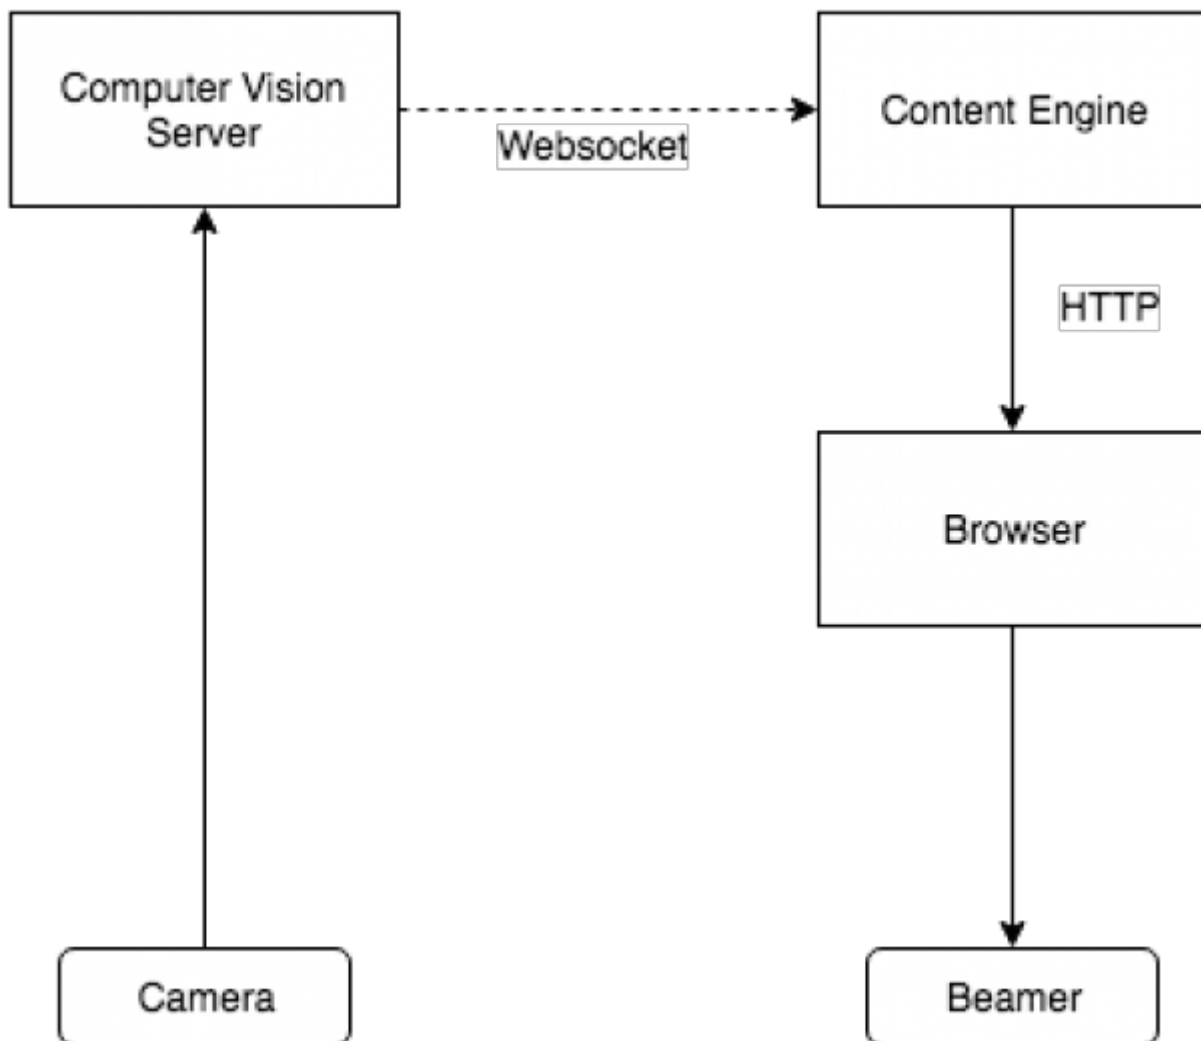 Computer Vision
Server
Websocket
Content Engine
HTTP
Browser
Camera
Beamer